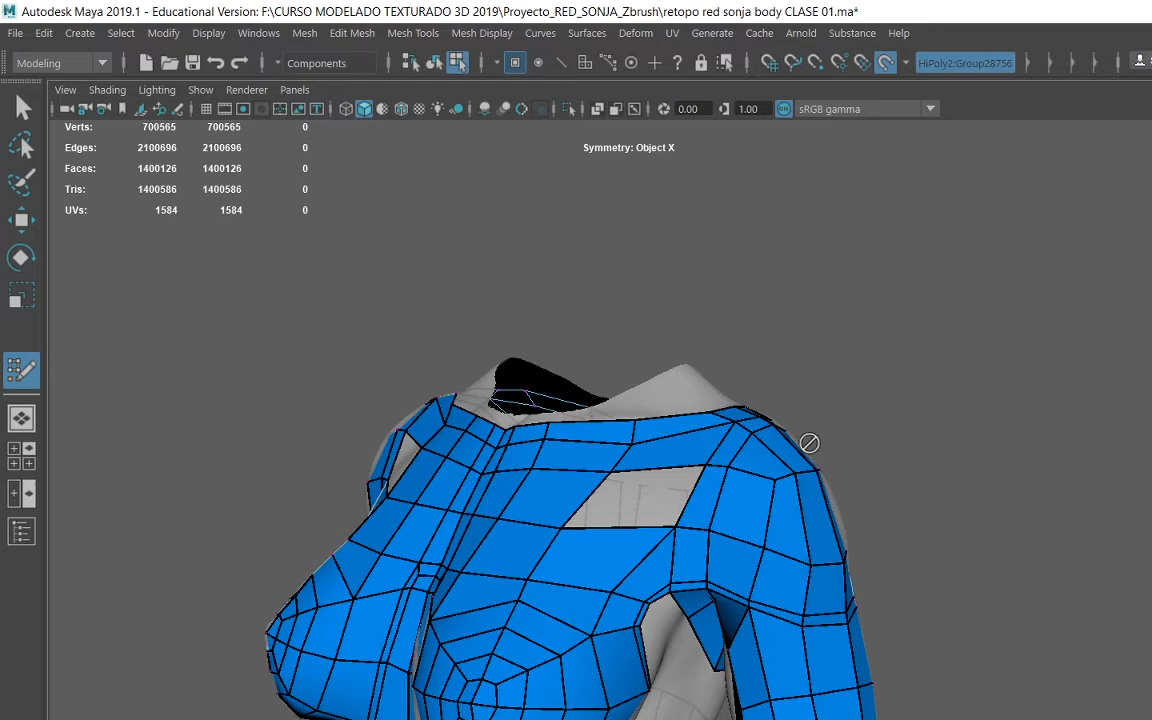 Autodesk Maya 2019.1 - Educational Version: F:\CURSO MODELADO TEXTURADO 3D 2019\Proyecto_RED_SONJA_Zbrush\retopo red sonja body CLASE 01.ma*
File Edit Create Select Modify Display Windows Mesh Edit Mesh Mesh Tools Mesh Display Curves Surfaces Deform UV Generate Cache Arnold Substance Help
Modeling Components HiPoly2:Group28756
View Shading Lighting Show Renderer Panels
0.00 1.00 ON sRGB gamma
Verts: 700565 700565 0
Edges: 2100696 2100696 0
Faces: 1400126 1400126 0
Tris: 1400586 1400586 0
UVs: 1584 1584 0
Symmetry: Object X